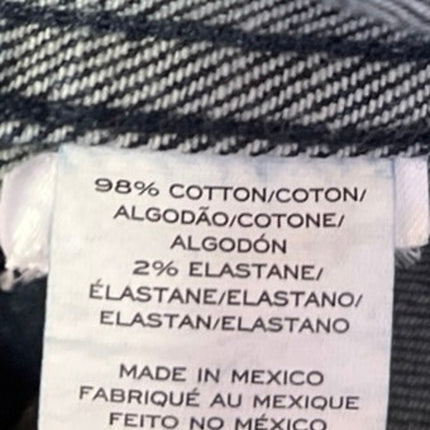 98% COTTON/COTON/
ALGODÃO/COTONE/
ALGODÓN
2% ELASTANE/
ÉLASTANE/ELASTANO/
ELASTAN/ELASTANO
MADE IN MEXICO
FABRIQUÉ AU MEXIQUE
FEITO NO MÉXICO